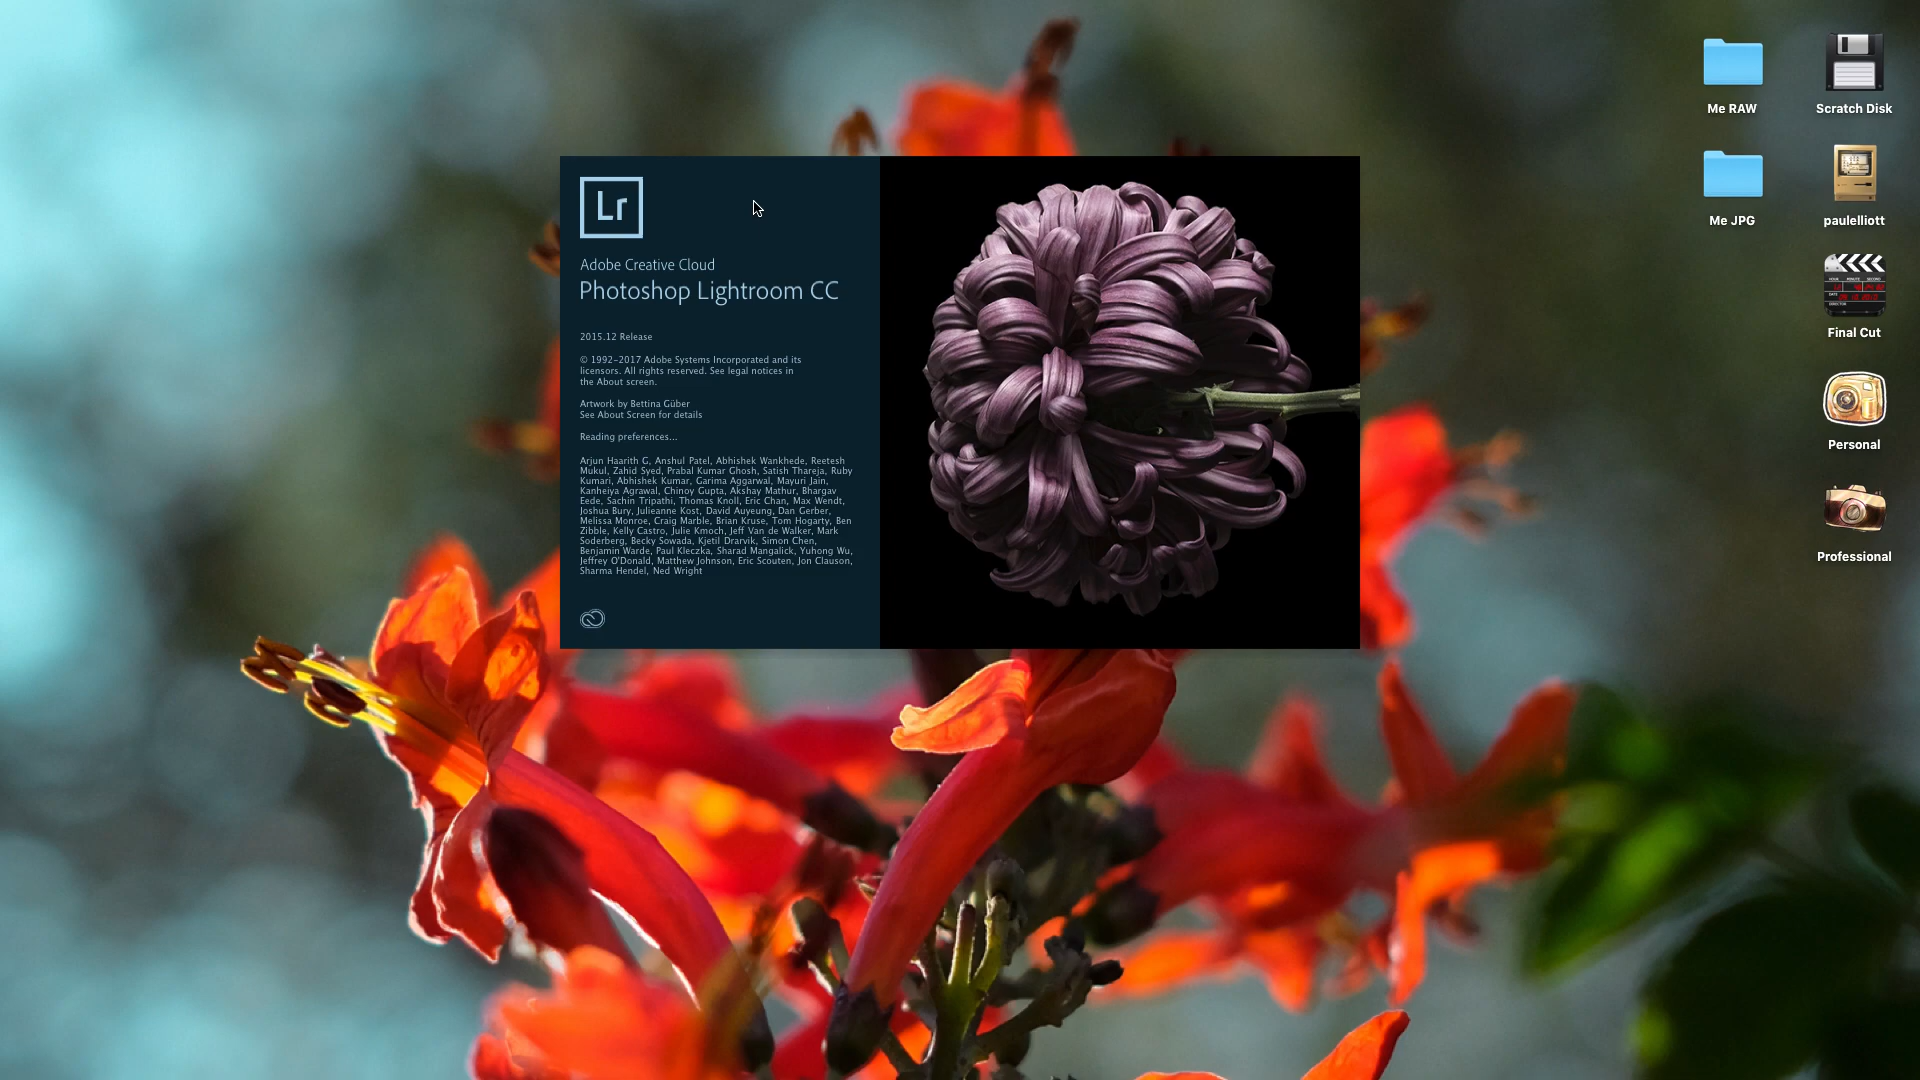 Lr
Adobe Creative Cloud
Photoshop Lightroom CC
2015.12 Release
© 1992-2017 Adobe Systems Incorporated and its
licensors. All rights reserved. See legal notices in
the About screen.
Artwork by Bettina Güber
See About Screen for details
Reading preferences...
Arjun Haarith G, Anshul Patel, Abhishek Wankhede, Reetesh
Mukul, Zahid Syed, Prabal Kumar Ghosh, Satish Thareja, Ruby
Kumari, Abhishek Kumar, Garima Aggarwal, Mayuri Jain,
Kanheiya Agrawal, Chinoy Gupta, Akshay Mathur, Bhargav
Eede, Sachin Tripathi, Thomas Knoll, Eric Chan, Max Wendt,
Joshua Bury, Julieanne Kost, David Auyeung, Dan Gerber,
Melissa Monroe, Craig Marble, Brian Kruse, Tom Hogarty, Ben
Zibble, Kelly Castro, Julie Kmoch, Jeff Van de Walker, Mark
Soderberg, Becky Sowada, Kjetil Drarvik, Simon Chen,
Benjamin Warde, Paul Kleczka, Sharad Mangalick, Yuhong Wu,
Jeffrey O'Donald, Matthew Johnson, Eric Scouten, Jon Clauson,
Sharma Hendel, Ned Wright
Me RAW
Scratch Disk
Me JPG
paulelliott
Final Cut
Personal
Professional